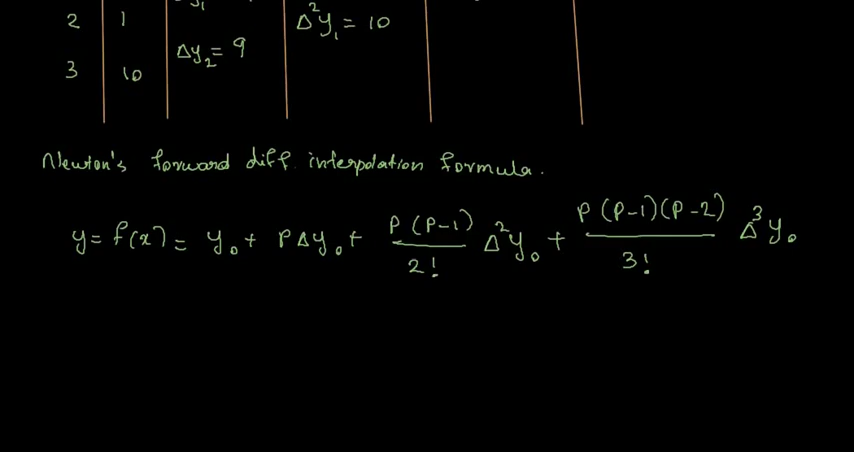 2 1 Δ²y₁ = 10
Δy₂ = 9
3 10
Newton's forward diff. interpolation formula.
y = f(x) = y₀ + PΔy₀ + P(P-1)/2! Δ²y₀ + P(P-1)(P-2)/3! Δ³y₀